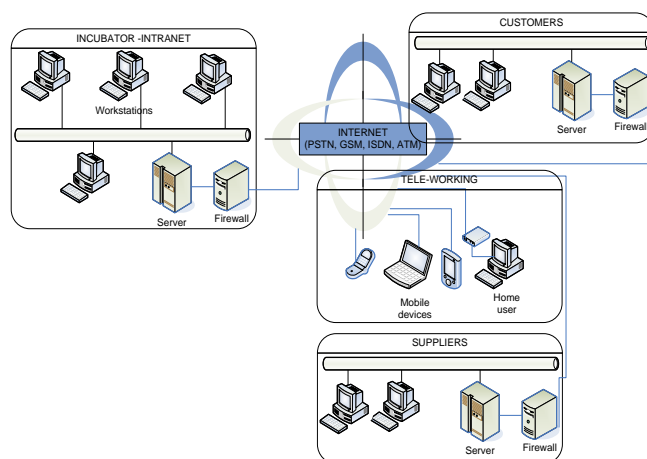 INCUBATOR -INTRANET
Workstations
Server
Firewall
INTERNET
(PSTN, GSM, ISDN, ATM)
CUSTOMERS
Server
Firewall
TELE-WORKING
Mobile
devices
Home
user
SUPPLIERS
Server
Firewall